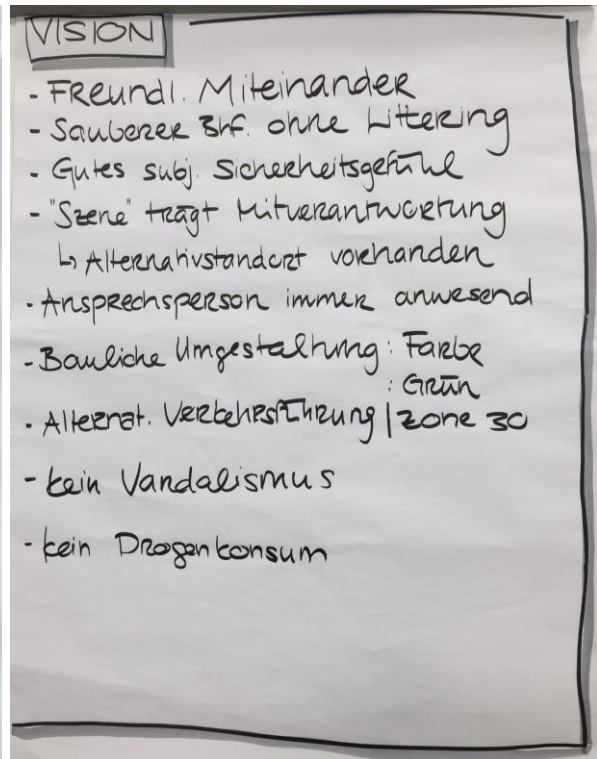 VISION
- Freundl. Miteinander
- Sauberer Bhf. ohne Littering
- Gutes subj. Sicherheitsgefühl
- "Szene" trägt Mitverantwortung
↳ Alternativstandort vorhanden
- Ansprechsperson immer anwesend
- Bauliche Umgestaltung: Farbe
: Grün
- Alternat. Verkehrsführung | Zone 30
- kein Vandalismus
- kein Drogenkonsum